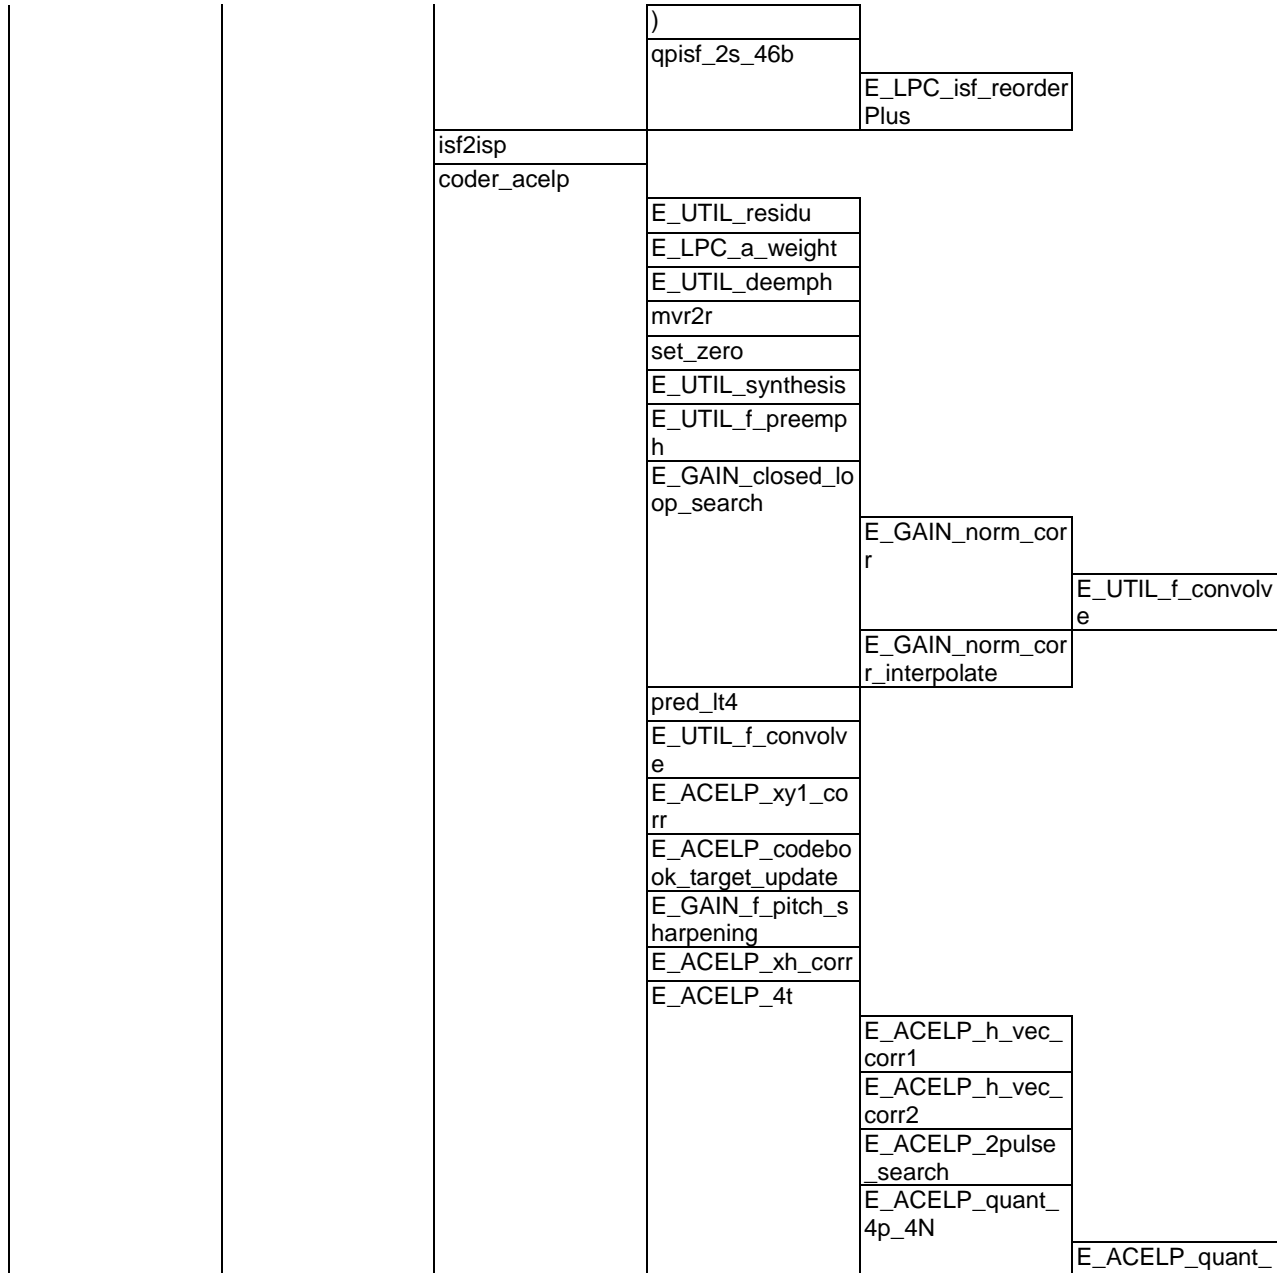 )
qpisf_2s_46b
E_LPC_isf_reorder
Plus
isf2isp
coder_acelp
E_UTIL_residu
E_LPC_a_weight
E_UTIL_deemph
mvr2r
set_zero
E_UTIL_synthesis
E_UTIL_f_preemp
h
E_GAIN_closed_lo
op_search
E_GAIN_norm_cor
r
E_UTIL_f_convolv
e
E_GAIN_norm_cor
r_interpolate
pred_lt4
E_UTIL_f_convolv
e
E_ACELP_xy1_co
rr
E_ACELP_codebo
ok_target_update
E_GAIN_f_pitch_s
harpening
E_ACELP_xh_corr
E_ACELP_4t
E_ACELP_h_vec_
corr1
E_ACELP_h_vec_
corr2
E_ACELP_2pulse
_search
E_ACELP_quant_
4p_4N
E_ACELP_quant_